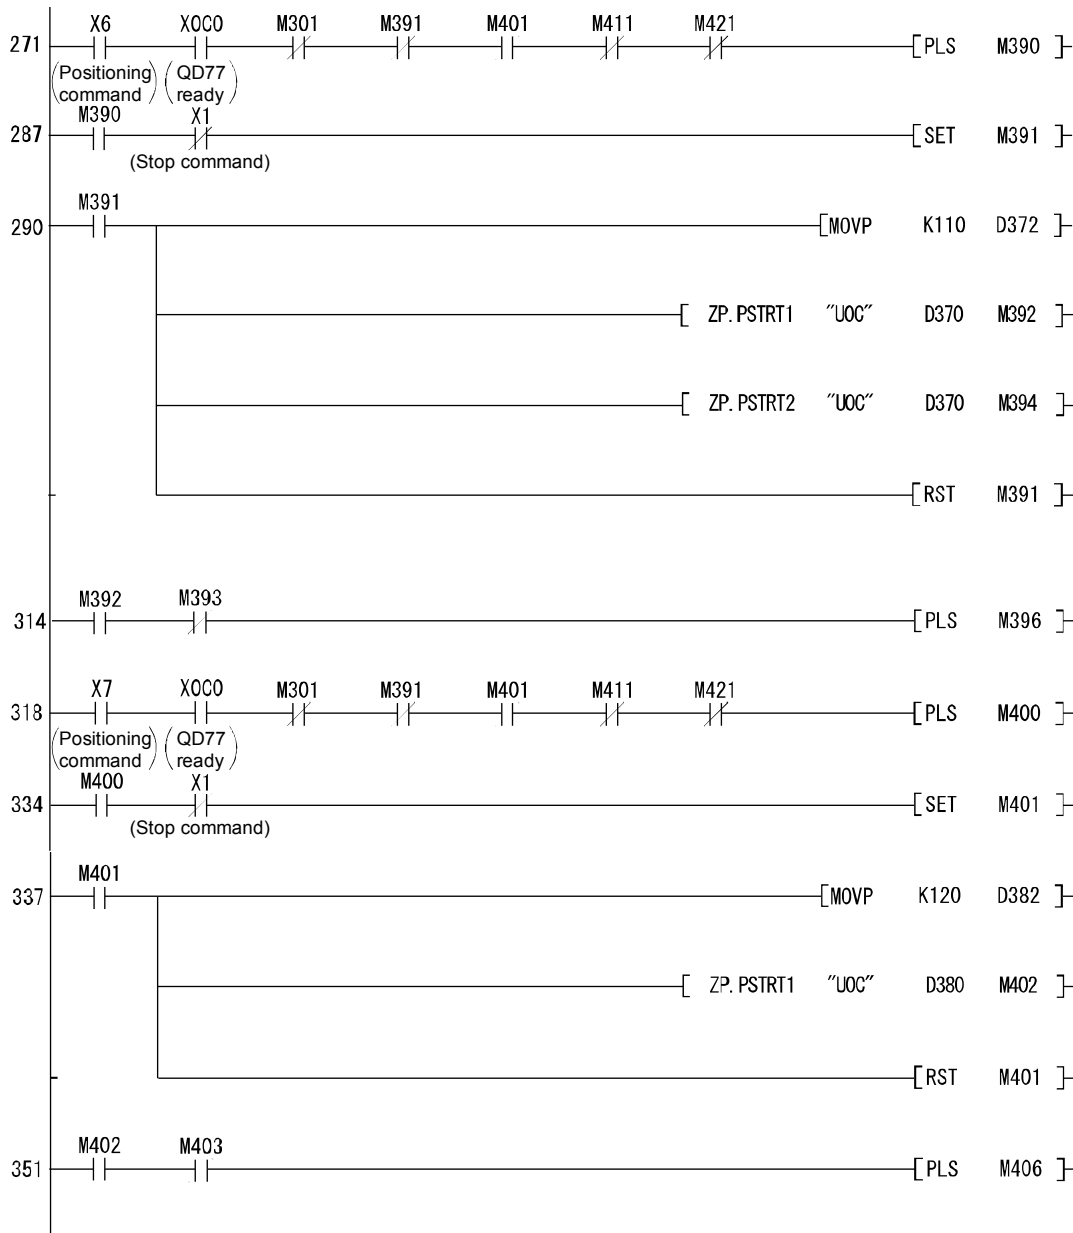 X6 X0C0 M301 M391 M401 M411 M421
271 [PLS M390 ]
(Positioning command) (QD77 ready)
M390 X1
287 [SET M391 ]
(Stop command)
M391
290 [MOVP K110 D372 ]
[ ZP.PSTRT1 "U0C" D370 M392 ]
[ ZP.PSTRT2 "U0C" D370 M394 ]
[RST M391 ]
M392 M393
314 [PLS M396 ]
X7 X0C0 M301 M391 M401 M411 M421
318 [PLS M400 ]
(Positioning command) (QD77 ready)
M400 X1
334 [SET M401 ]
(Stop command)
M401
337 [MOVP K120 D382 ]
[ ZP.PSTRT1 "U0C" D380 M402 ]
[RST M401 ]
M402 M403
351 [PLS M406 ]